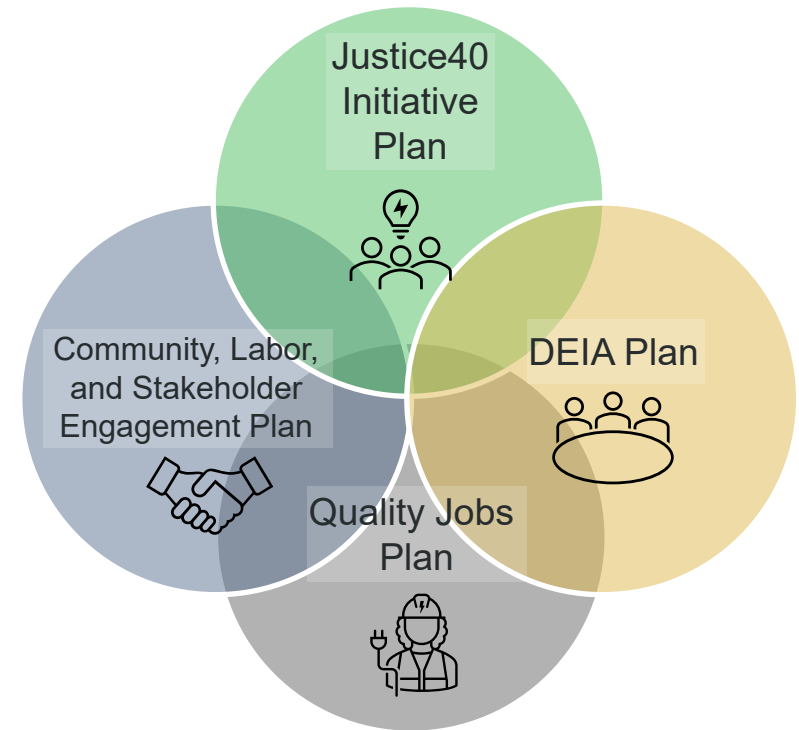 Justice40
Initiative
Plan
Community, Labor,
and Stakeholder
Engagement Plan
DEIA Plan
Quality Jobs
Plan